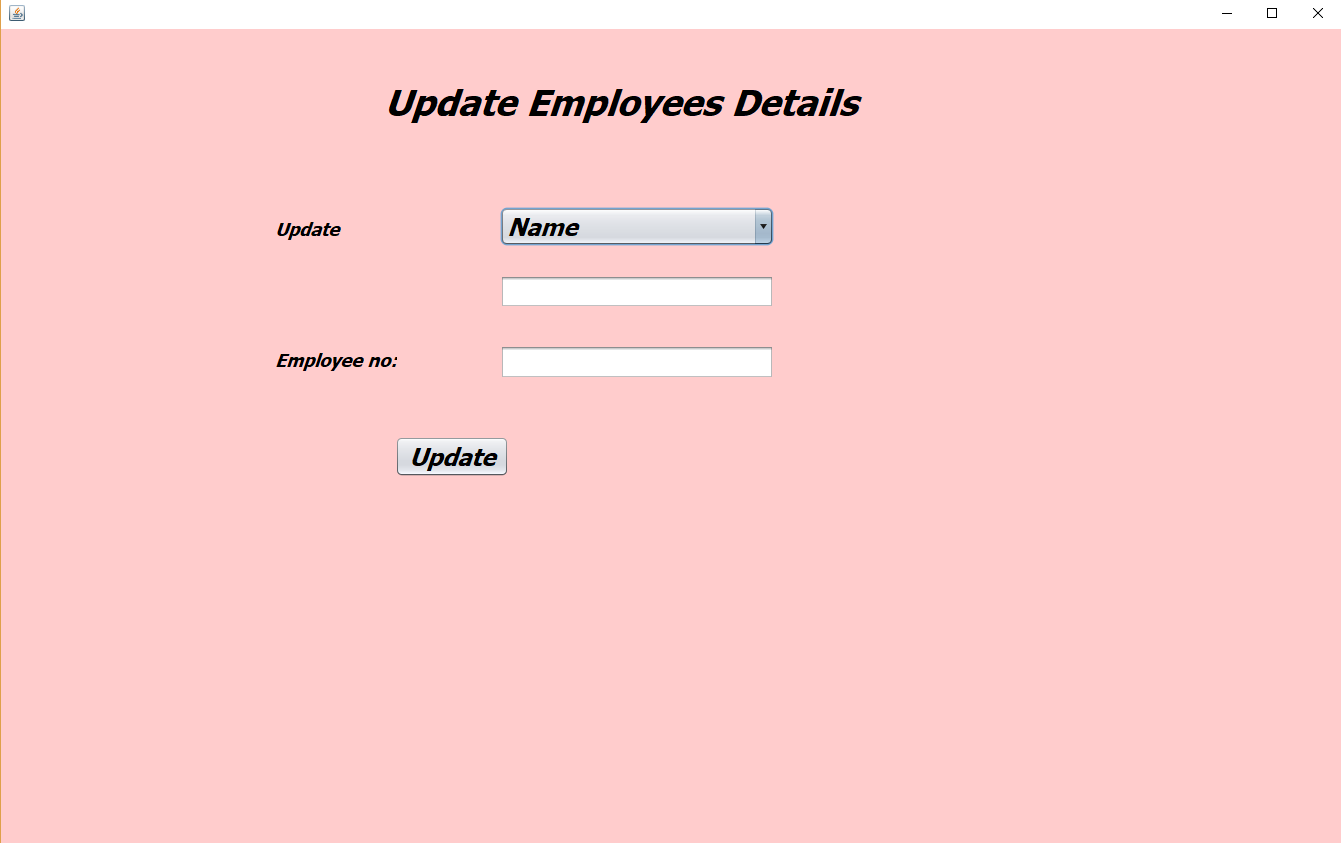 Update Employees Details
Update
Name
Employee no:
Update